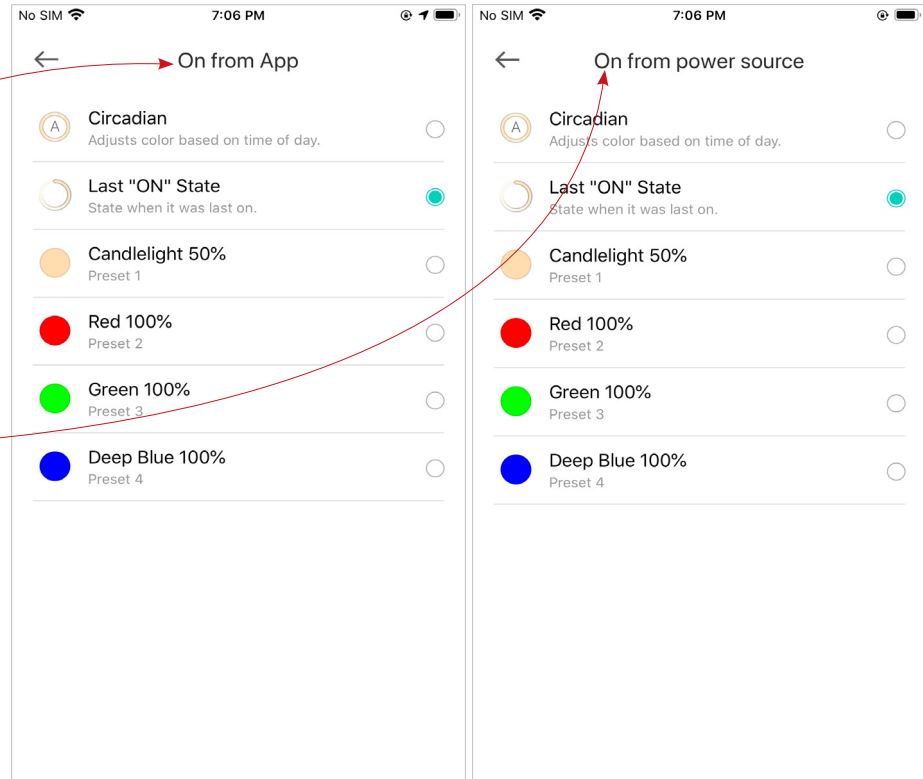 No SIM 7:06 PM
On from App
A
Circadian
Adjusts color based on time of day.
Last "ON" State
State when it was last on.
Candlelight 50%
Preset 1
Red 100%
Preset 2
Green 100%
Preset 3
Deep Blue 100%
Preset 4
No SIM 7:06 PM
On from power source
A
Circadian
Adjusts color based on time of day.
Last "ON" State
State when it was last on.
Candlelight 50%
Preset 1
Red 100%
Preset 2
Green 100%
Preset 3
Deep Blue 100%
Preset 4